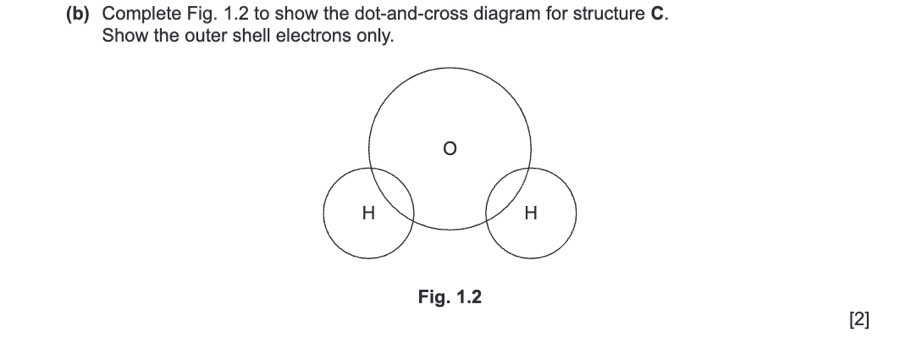 (b) Complete Fig. 1.2 to show the dot-and-cross diagram for structure C.
Show the outer shell electrons only.
O
H H
Fig. 1.2
[2]